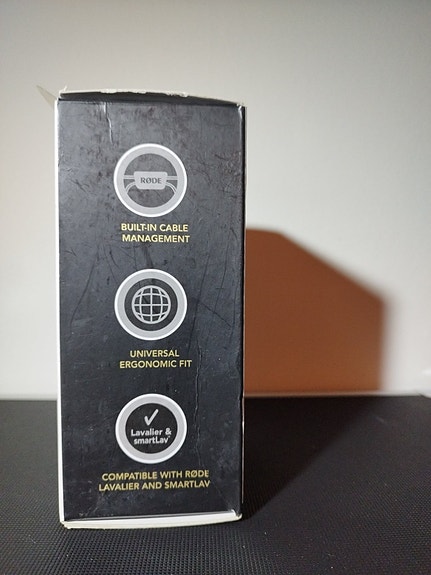 RØDE
BUILT-IN CABLE
MANAGEMENT
UNIVERSAL
ERGONOMIC FIT
Lavalier &
smartLav
COMPATIBLE WITH RØDE
LAVALIER AND SMARTLAV